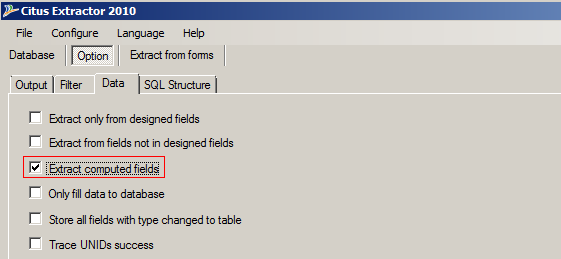 Citus Extractor 2010
File Configure Language Help
Database Option Extract from forms
Output Filter Data SQL Structure
Extract only from designed fields
Extract from fields not in designed fields
Extract computed fields
Only fill data to database
Store all fields with type changed to table
Trace UNIDs success